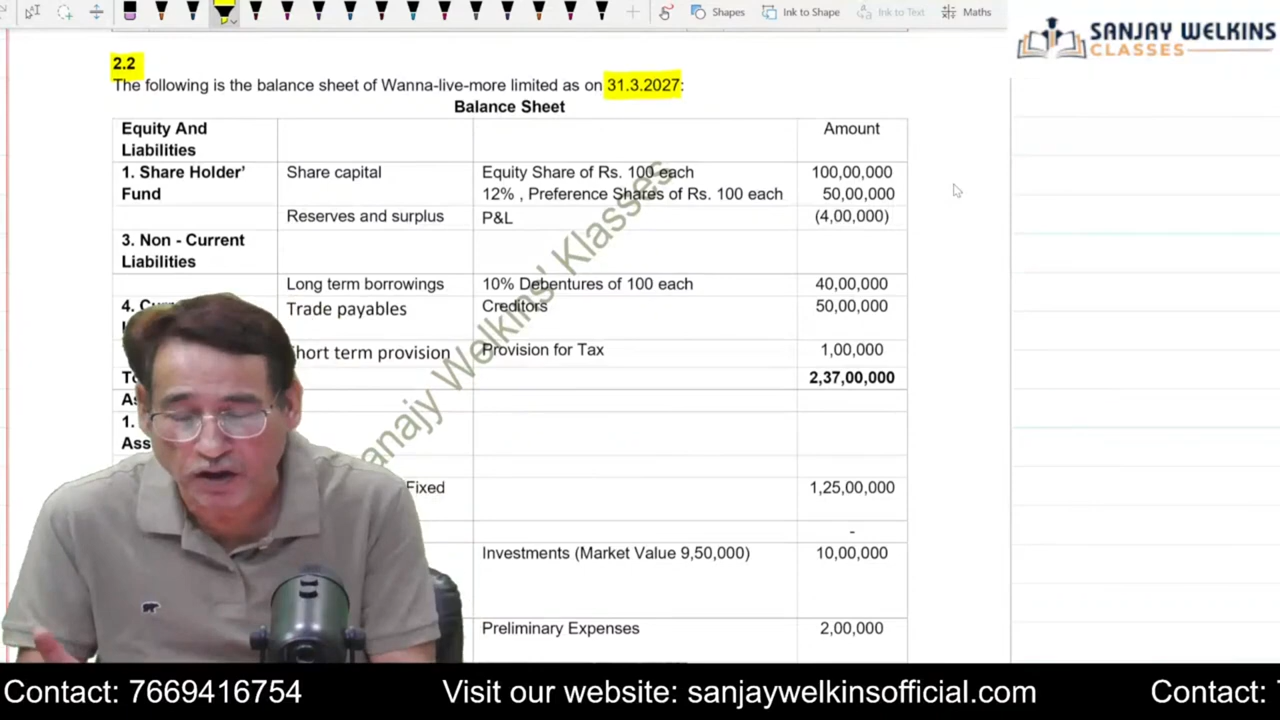 Shapes Ink to Shape Ink to Text Maths
SANJAY WELKINS
CLASSES
2.2
The following is the balance sheet of Wanna-live-more limited as on 31.3.2027:
Balance Sheet
Equity And Amount
Liabilities
1. Share Holder’ Share capital Equity Share of Rs. 100 each 100,00,000
Fund 12% , Preference Shares of Rs. 100 each 50,00,000
Reserves and surplus P&L (4,00,000)
3. Non - Current
Liabilities
Long term borrowings 10% Debentures of 100 each 40,00,000
4. Trade payables Creditors 50,00,000
term provision Provision for Tax 1,00,000
2,37,00,000
1.
Fixed 1,25,00,000
-
Investments (Market Value 9,50,000) 10,00,000
Preliminary Expenses 2,00,000
Welkins' Klasses
Contact: 7669416754 Visit our website: sanjaywelkinsofficial.com Contact: